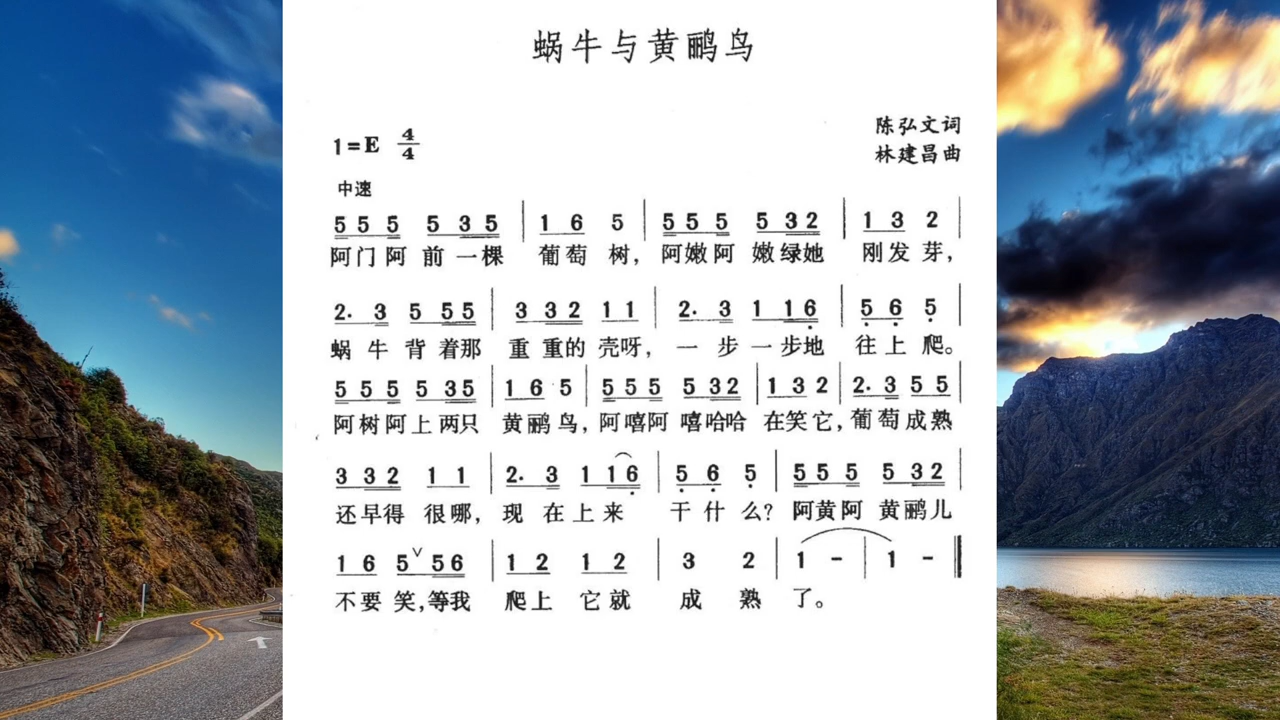 蜗牛与黄鹂鸟
陈弘文词
1=E 4/4
林建昌曲
中速
5 5 5 5 3 5 | 1 6 5 | 5 5 5 5 3 2 | 1 3 2 |
阿门阿前一棵 葡萄树，阿嫩阿嫩绿她 刚发芽，
2. 3 5 5 5 | 3 3 2 1 1 | 2. 3 1 1 6 | 5 6 5 |
蜗牛背着那 重重的壳呀，一步一步地 往上爬。
5 5 5 5 3 5 | 1 6 5 | 5 5 5 5 3 2 | 1 3 2 | 2. 3 5 5 |
阿树阿上两只 黄鹂鸟，阿嘻阿嘻哈哈 在笑它，葡萄成熟
3 3 2 1 1 | 2. 3 1 1 6 | 5 6 5 | 5 5 5 5 3 2 |
还早得很哪，现在上来 干什么？阿黄阿黄鹂儿
1 6 5 ∨ 5 6 | 1 2 1 2 | 3 2 | 1 - | 1 - ‖
不要笑，等我 爬上它就 成熟了。